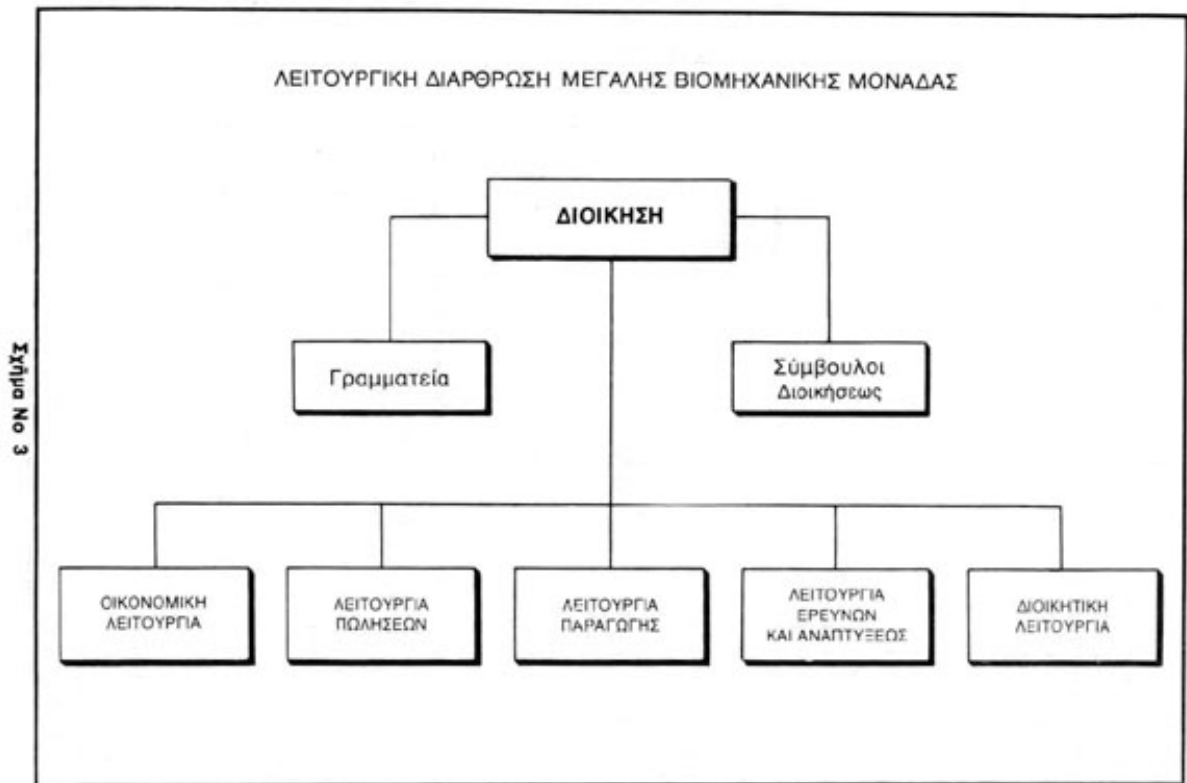 ΛΕΙΤΟΥΡΓΙΚΗ ΔΙΑΡΘΡΩΣΗ ΜΕΓΑΛΗΣ ΒΙΟΜΗΧΑΝΙΚΗΣ ΜΟΝΑΔΑΣ
ΔΙΟΙΚΗΣΗ
Γραμματεία
Σύμβουλοι
Διοικήσεως
ΟΙΚΟΝΟΜΙΚΗ
ΛΕΙΤΟΥΡΓΙΑ
ΛΕΙΤΟΥΡΓΙΑ
ΠΩΛΗΣΕΩΝ
ΛΕΙΤΟΥΡΓΙΑ
ΠΑΡΑΓΩΓΗΣ
ΛΕΙΤΟΥΡΓΙΑ
ΕΡΕΥΝΩΝ
ΚΑΙ ΑΝΑΠΤΥΞΕΩΣ
ΔΙΟΙΚΗΤΙΚΗ
ΛΕΙΤΟΥΡΓΙΑ
Σχήμα Νο 3